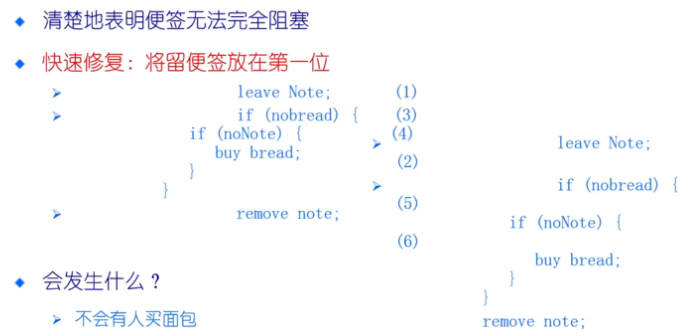 清楚地表明便签无法完全阻塞
快速修复：将留便签放在第一位
leave Note; (1)
if (nobread) { (3)
if (noNote) { (4)
leave Note;
buy bread;
(2)
}
}
if (nobread) {
remove note; (5)
if (noNote) {
(6)
buy bread;
}
}
会发生什么？
不会有人买面包
remove note;